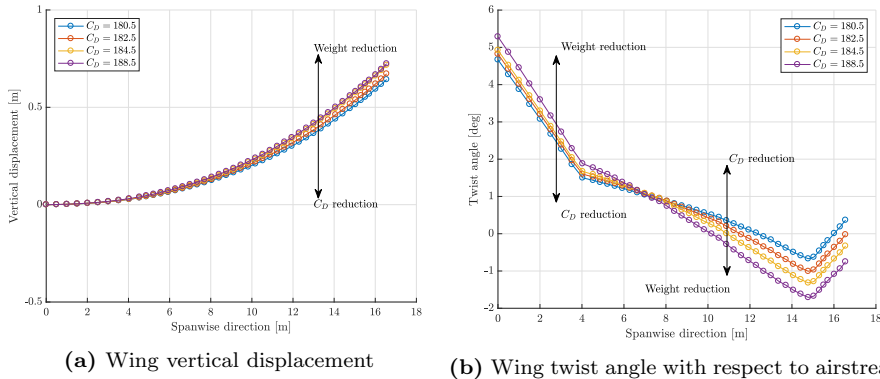 C_D = 180.5
C_D = 182.5
C_D = 184.5
C_D = 188.5
Weight reduction
C_D reduction
Vertical displacement [m]
1
0.5
0
-0.5
0 2 4 6 8 10 12 14 16 18
Spanwise direction [m]
(a) Wing vertical displacement
C_D = 180.5
C_D = 182.5
C_D = 184.5
C_D = 188.5
Weight reduction
C_D reduction
C_D reduction
Weight reduction
Twist angle [deg]
6
5
4
3
2
1
0
-1
-2
0 2 4 6 8 10 12 14 16 18
Spanwise direction [m]
(b) Wing twist angle with respect to airstrea